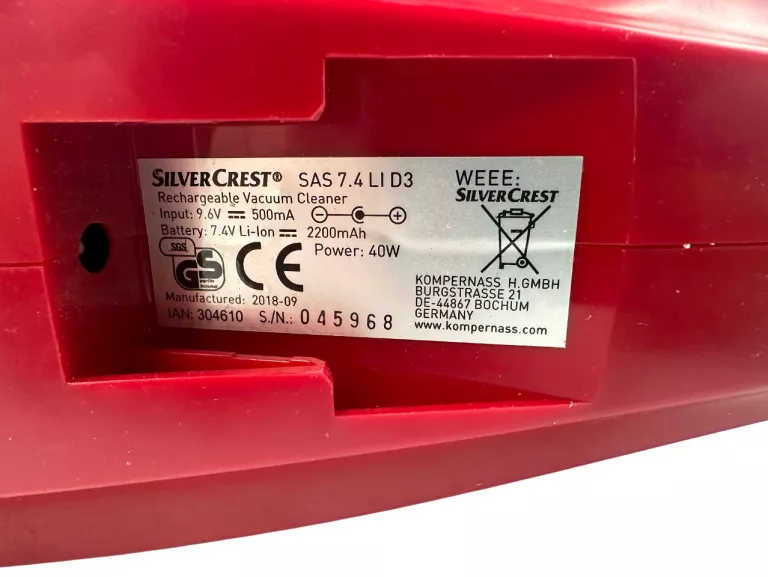 SILVERCREST® SAS 7.4 LI D3
Rechargeable Vacuum Cleaner
Input: 9.6V 500mA
Battery: 7.4V Li-Ion 2200mAh
Power: 40W
SGS
GS
CE
Manufactured: 2018-09
IAN: 304610 S./N.: 045968
WEEE:
SILVERCREST
KOMPERNASS H.GMBH
BURGSTRASSE 21
DE-44867 BOCHUM
GERMANY
www.kompernass.com